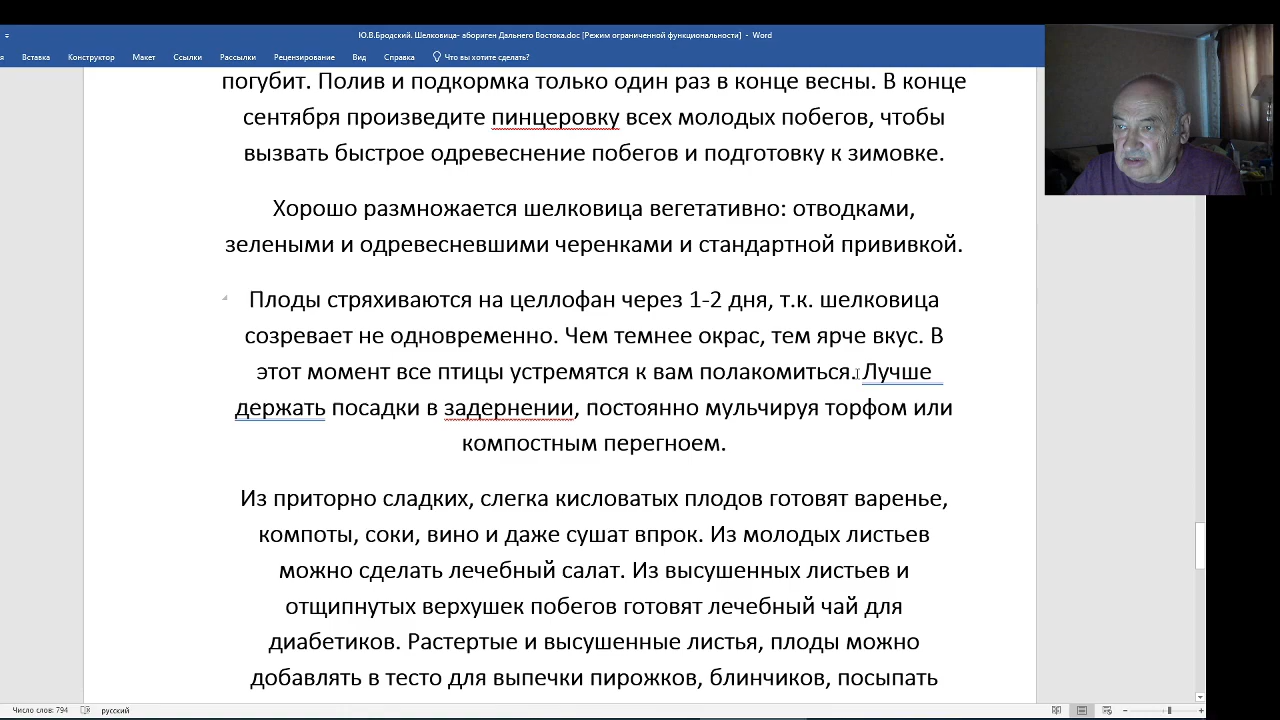 Ю.В.Бродский. Шелковица- абориген Дальнего Востока.doc [Режим ограниченной функциональности] - Word
Вставка Конструктор Макет Ссылки Рассылки Рецензирование Вид Справка Что вы хотите сделать?
погубит. Полив и подкормка только один раз в конце весны. В конце
сентября произведите пинцеровку всех молодых побегов, чтобы
вызвать быстрое одревеснение побегов и подготовку к зимовке.
Хорошо размножается шелковица вегетативно: отводками,
зелеными и одревесневшими черенками и стандартной прививкой.
Плоды стряхиваются на целлофан через 1-2 дня, т.к. шелковица
созревает не одновременно. Чем темнее окрас, тем ярче вкус. В
этот момент все птицы устремятся к вам полакомиться. Лучше
держать посадки в задернении, постоянно мульчируя торфом или
компостным перегноем.
Из приторно сладких, слегка кисловатых плодов готовят варенье,
компоты, соки, вино и даже сушат впрок. Из молодых листьев
можно сделать лечебный салат. Из высушенных листьев и
отщипнутых верхушек побегов готовят лечебный чай для
диабетиков. Растертые и высушенные листья, плоды можно
добавлять в тесто для выпечки пирожков, блинчиков, посыпать
Число слов: 794 русский